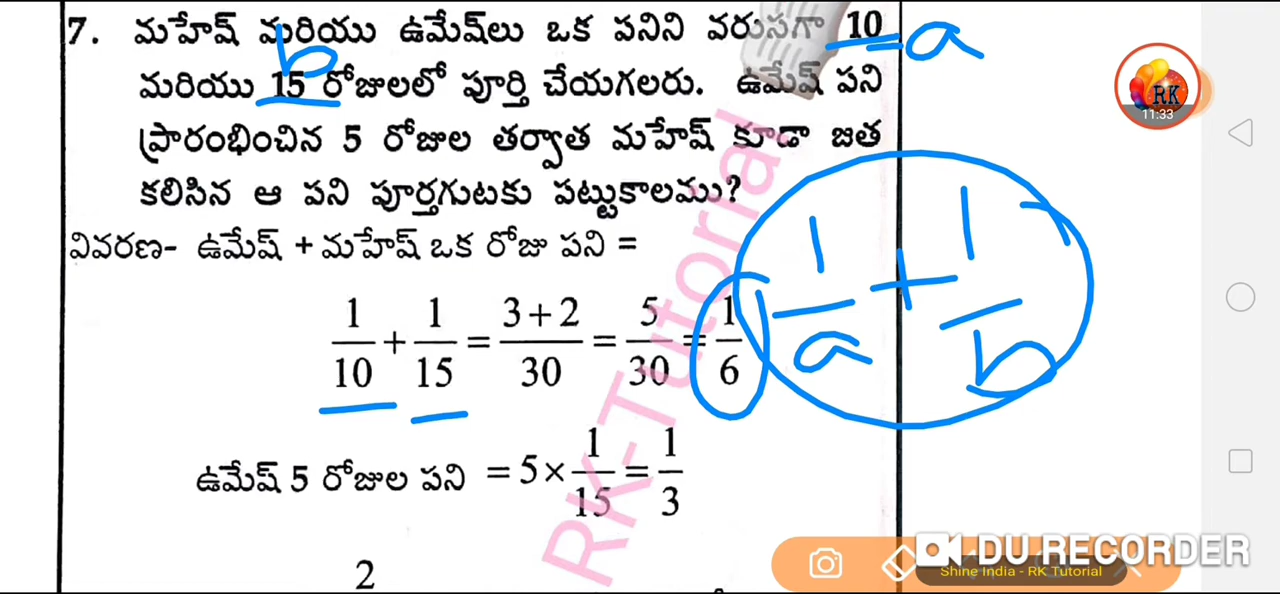 7. మహేష్ మరియు ఉమేష్‌లు ఒక పనిని వరుసగా 10 = a
b
మరియు 15 రోజులలో పూర్తి చేయగలరు. ఉమేష్ పని
ప్రారంభించిన 5 రోజుల తర్వాత మహేష్ కూడా జత
కలిసిన ఆ పని పూర్తగుటకు పట్టుకాలము?
వివరణ- ఉమేష్ + మహేష్ ఒక రోజు పని =
1/10 + 1/15 = 3+2/30 = 5/30 = 1/6
1/a + 1/b
ఉమేష్ 5 రోజుల పని = 5 × 1/15 = 1/3
2
RK-Tutorial
RK
11:33
DU RECORDER
Shine India - RK Tutorial